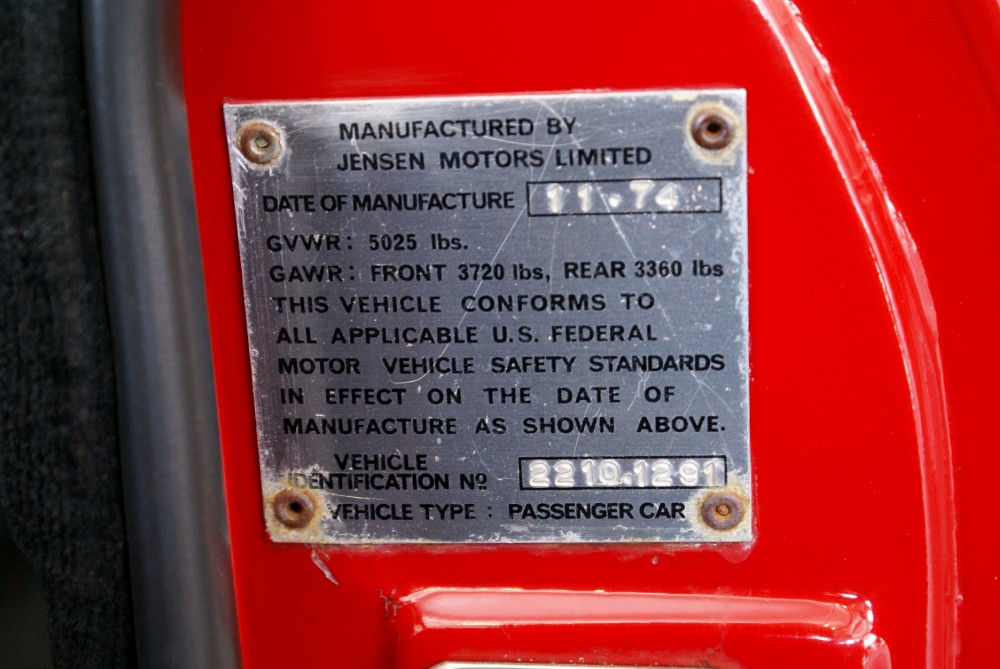 MANUFACTURED BY
JENSEN MOTORS LIMITED
DATE OF MANUFACTURE 11.74
GVWR: 5025 lbs.
GAWR: FRONT 3720 lbs, REAR 3360 lbs
THIS VEHICLE CONFORMS TO
ALL APPLICABLE U.S. FEDERAL
MOTOR VEHICLE SAFETY STANDARDS
IN EFFECT ON THE DATE OF
MANUFACTURE AS SHOWN ABOVE.
VEHICLE
IDENTIFICATION Nº 2210.1291
VEHICLE TYPE : PASSENGER CAR